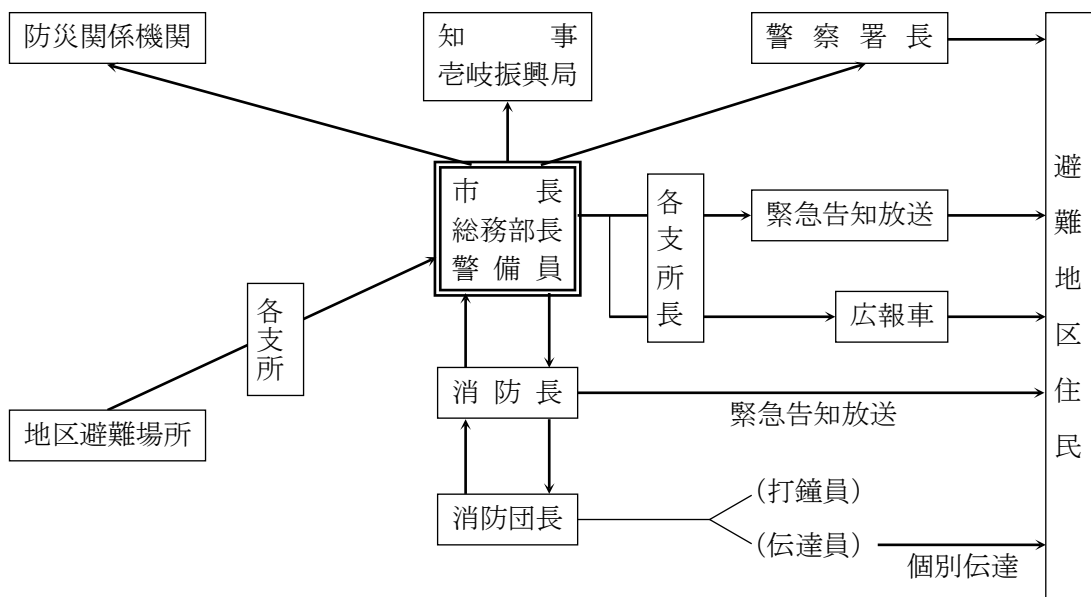 防災関係機関
知事
壱岐振興局
警察署長
市長
総務部長
警備員
各支所長
緊急告知放送
広報車
避難地区住民
各支所
地区避難場所
消防長
緊急告知放送
消防団長
(打鐘員)
(伝達員)
個別伝達